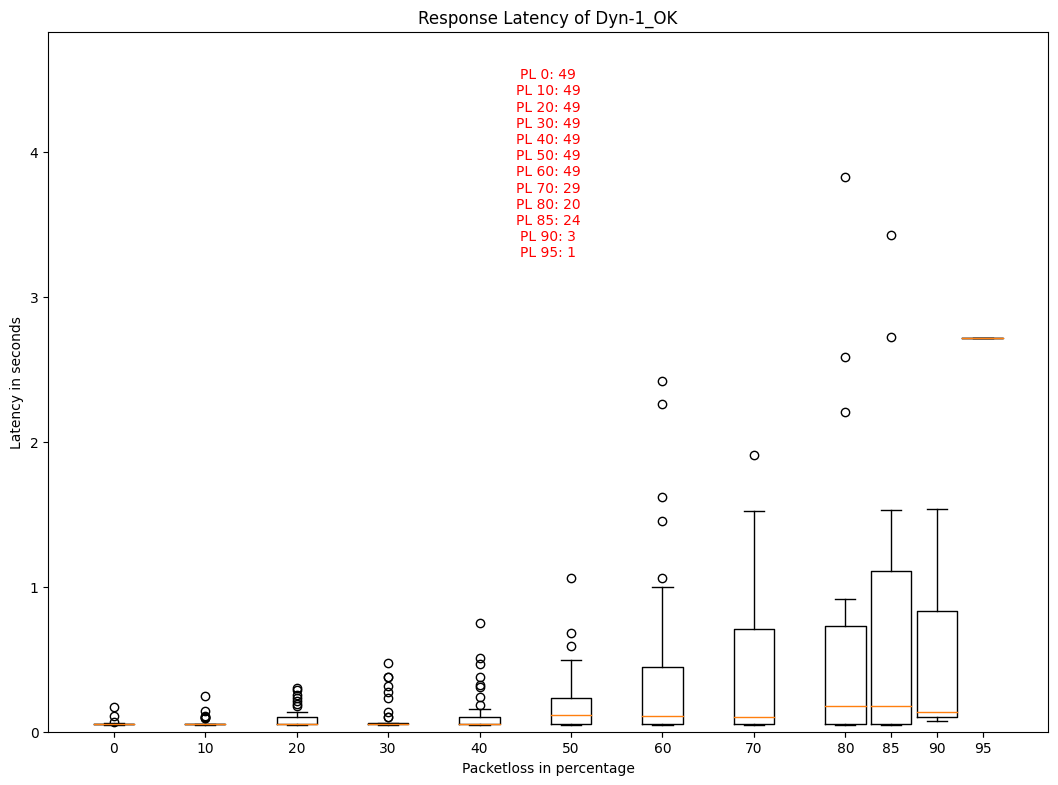 Response Latency of Dyn-1_OK
PL 0: 49
PL 10: 49
PL 20: 49
PL 30: 49
PL 40: 49
PL 50: 49
PL 60: 49
PL 70: 29
PL 80: 20
PL 85: 24
PL 90: 3
PL 95: 1
Latency in seconds
4
3
2
1
0
0 10 20 30 40 50 60 70 80 85 90 95
Packetloss in percentage